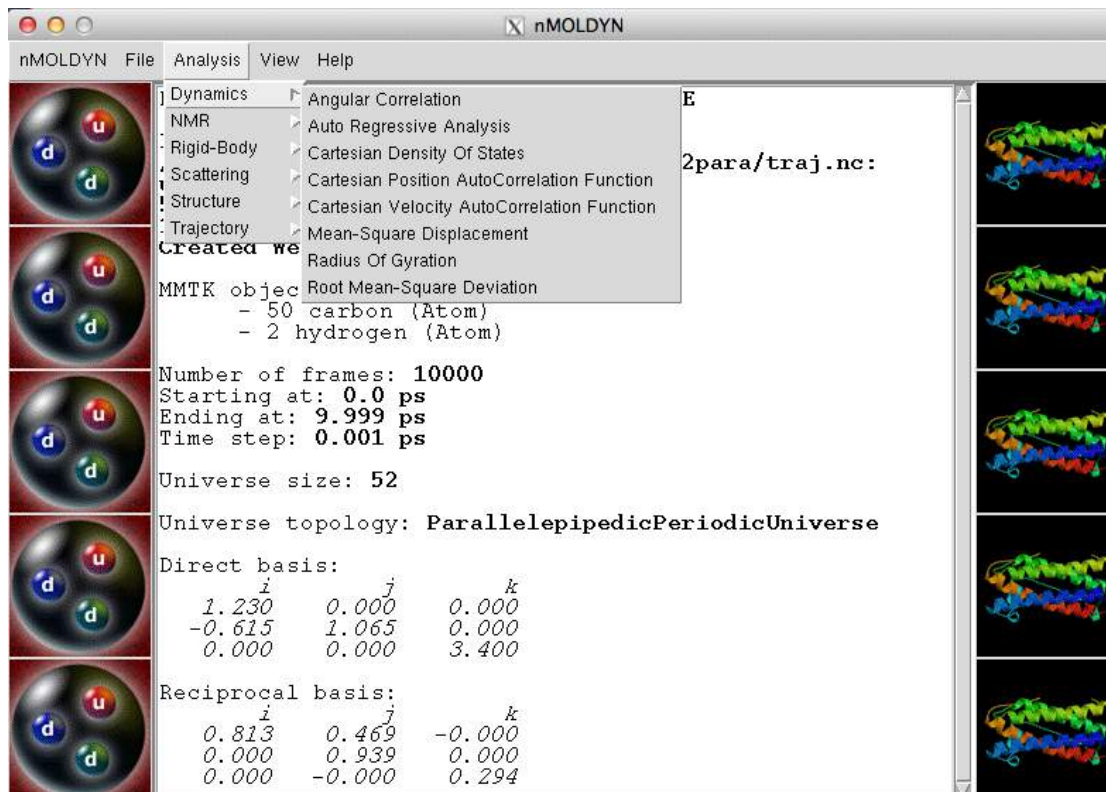 X nMOLDYN
nMOLDYN File Analysis View Help
Dynamics
NMR
Rigid-Body
Scattering
Structure
Trajectory
Angular Correlation
Auto Regressive Analysis
Cartesian Density Of States
Cartesian Position AutoCorrelation Function
Cartesian Velocity AutoCorrelation Function
Mean-Square Displacement
Radius Of Gyration
Root Mean-Square Deviation
E
2para/traj.nc:
Created We
MMTK objec
- 50 carbon (Atom)
- 2 hydrogen (Atom)
Number of frames: 10000
Starting at: 0.0 ps
Ending at: 9.999 ps
Time step: 0.001 ps
Universe size: 52
Universe topology: ParallelepipedicPeriodicUniverse
Direct basis:
i j k
1.230 0.000 0.000
-0.615 1.065 0.000
0.000 0.000 3.400
Reciprocal basis:
i j k
0.813 0.469 -0.000
0.000 0.939 0.000
0.000 -0.000 0.294
u
d
d
u
d
d
u
d
d
u
d
d
u
d
d